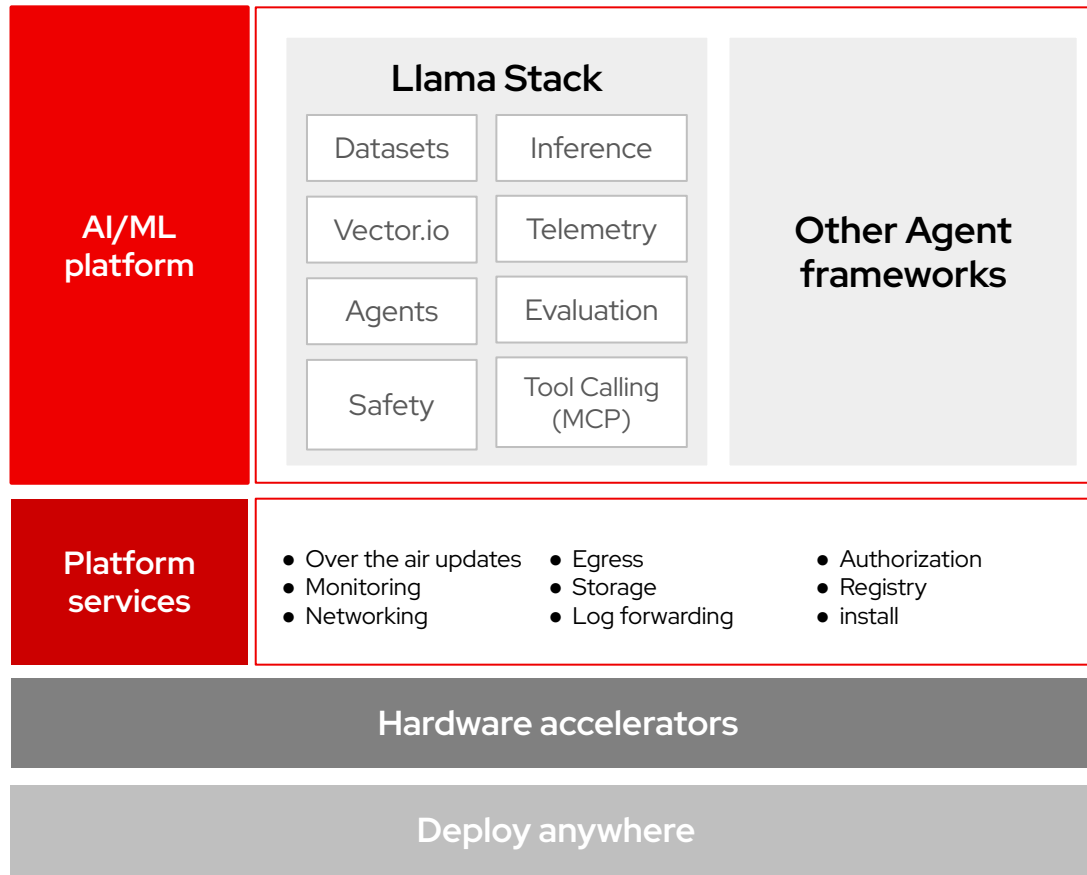 AI/ML
platform
Llama Stack
Datasets
Inference
Vector.io
Telemetry
Agents
Evaluation
Safety
Tool Calling
(MCP)
Other Agent
frameworks
Platform
services
● Over the air updates
● Monitoring
● Networking
● Egress
● Storage
● Log forwarding
● Authorization
● Registry
● install
Hardware accelerators
Deploy anywhere